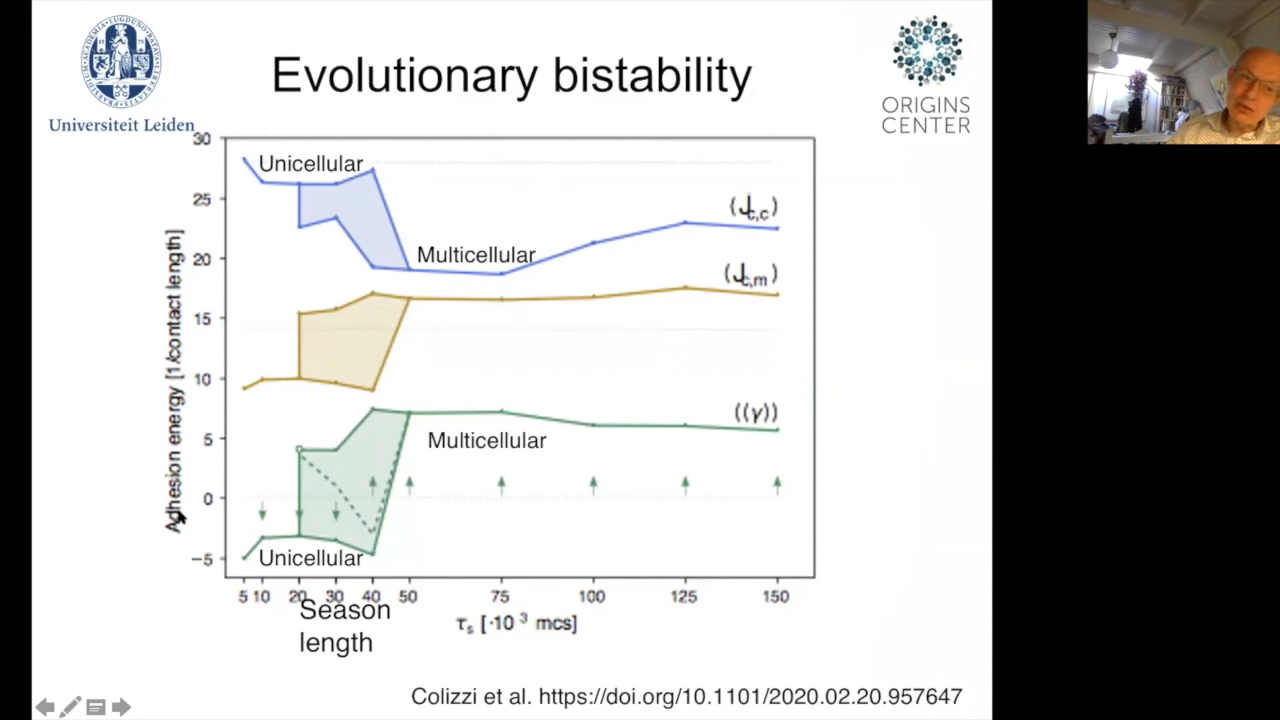 Evolutionary bistability
Universiteit Leiden
ORIGINS
CENTER
30
25
20
15
10
5
0
−5
Adhesion energy [1/contact length]
Unicellular
Multicellular
⟨J_c,c⟩
⟨J_c,m⟩
⟨⟨γ⟩⟩
Multicellular
Unicellular
5 10 20 30 40 50 75 100 125 150
Season
length
τ_s [·10³ mcs]
Colizzi et al. https://doi.org/10.1101/2020.02.20.957647